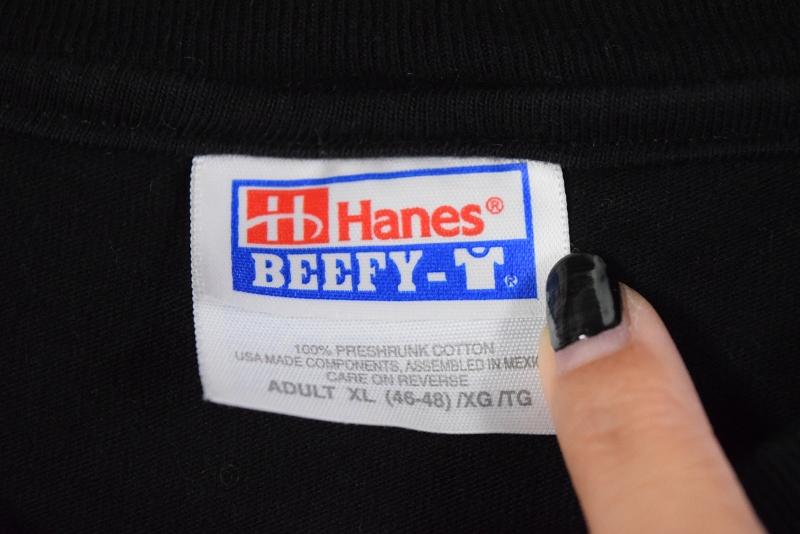 H Hanes®
BEEFY-T®
100% PRESHRUNK COTTON
USA MADE COMPONENTS, ASSEMBLED IN
CARE ON REVERSE
ADULT XL (46-48) /XG /TG